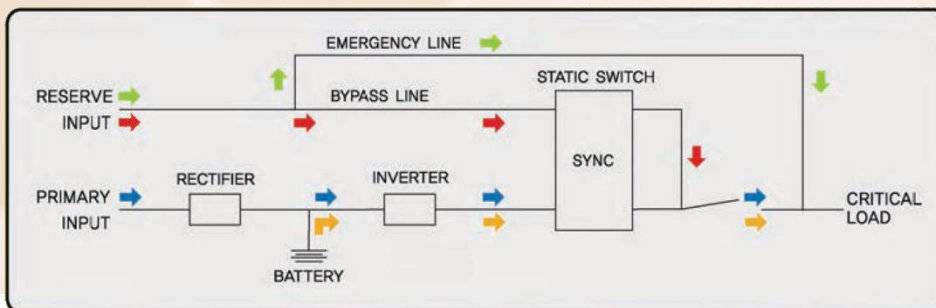 EMERGENCY LINE
STATIC SWITCH
RESERVE
INPUT
BYPASS LINE
SYNC
PRIMARY
INPUT
RECTIFIER
INVERTER
BATTERY
CRITICAL
LOAD